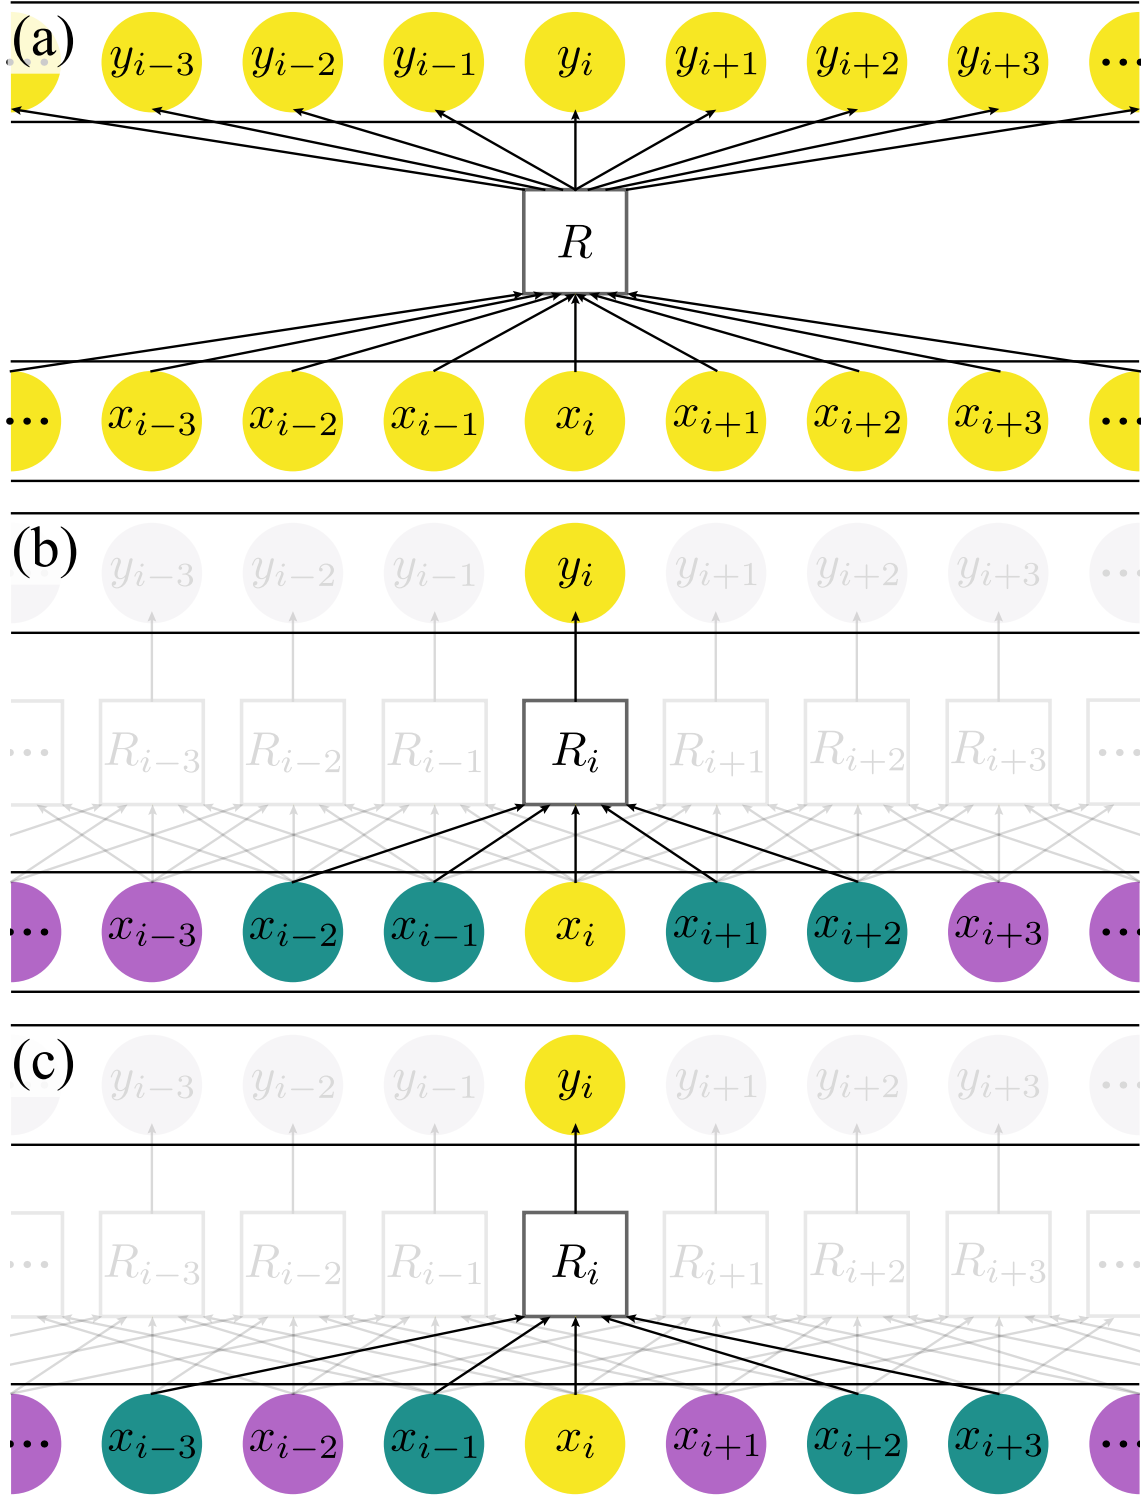 (a) ... y_{i−3} y_{i−2} y_{i−1} y_i y_{i+1} y_{i+2} y_{i+3} ...
R
... x_{i−3} x_{i−2} x_{i−1} x_i x_{i+1} x_{i+2} x_{i+3} ...
(b) y_{i−3} y_{i−2} y_{i−1} y_i y_{i+1} y_{i+2} y_{i+3} ...
... R_{i−3} R_{i−2} R_{i−1} R_i R_{i+1} R_{i+2} R_{i+3} ...
... x_{i−3} x_{i−2} x_{i−1} x_i x_{i+1} x_{i+2} x_{i+3} ...
(c) y_{i−3} y_{i−2} y_{i−1} y_i y_{i+1} y_{i+2} y_{i+3} ...
... R_{i−3} R_{i−2} R_{i−1} R_i R_{i+1} R_{i+2} R_{i+3} ...
... x_{i−3} x_{i−2} x_{i−1} x_i x_{i+1} x_{i+2} x_{i+3} ...